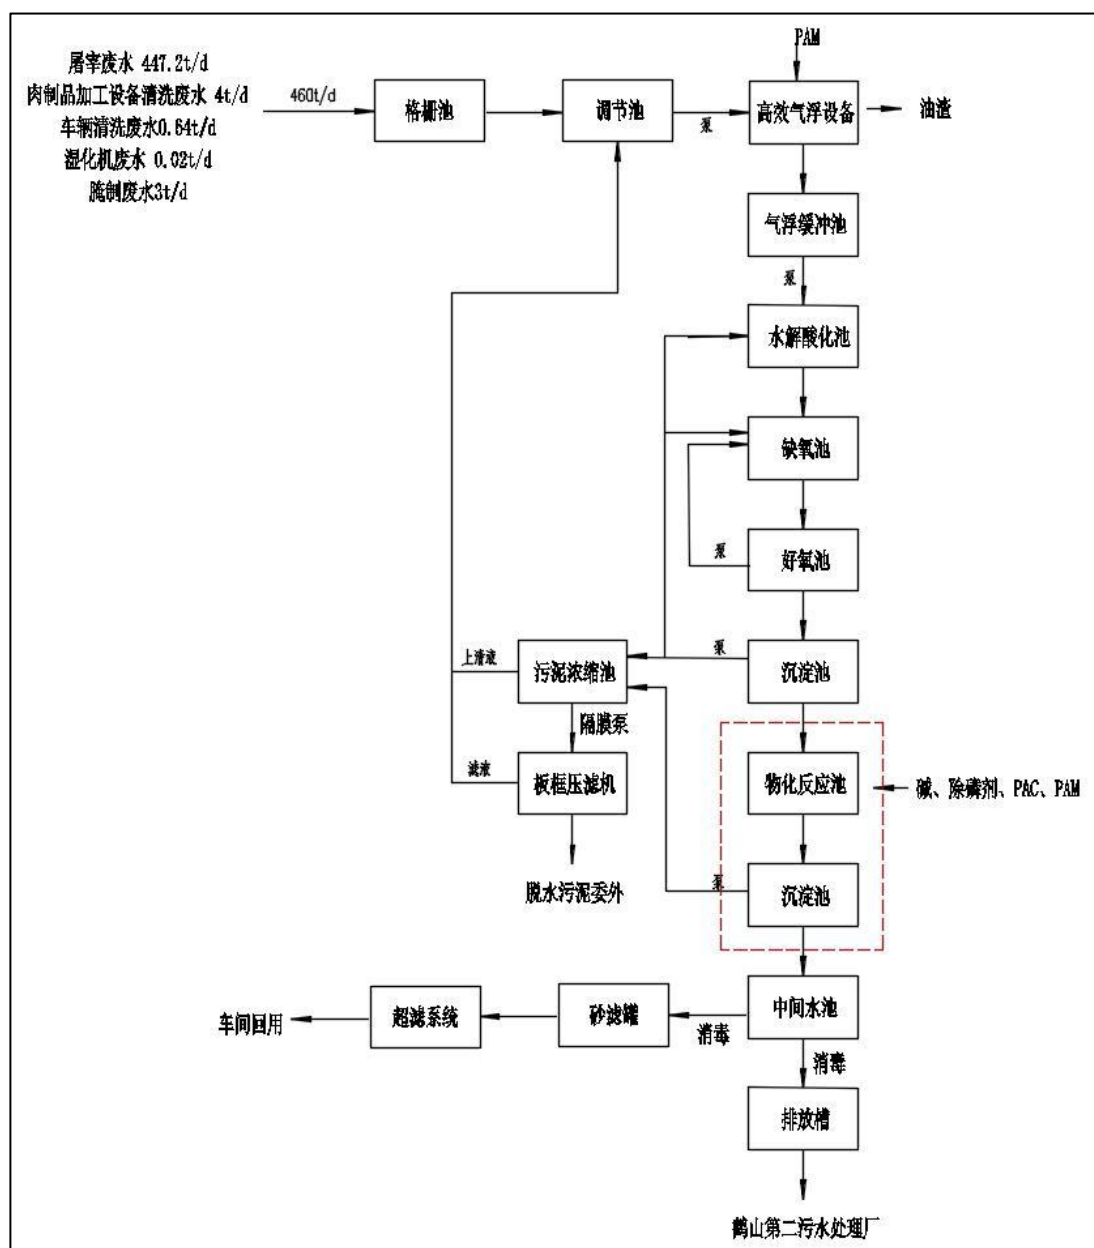 PAM
屠宰废水 447.2t/d
肉制品加工设备清洗废水 4t/d
车辆清洗废水0.64t/d
湿化机废水 0.02t/d
腌制废水3t/d
460t/d
格栅池
调节池
泵
高效气浮设备
油渣
气浮缓冲池
泵
水解酸化池
缺氧池
泵
好氧池
上清液
污泥浓缩池
泵
沉淀池
隔膜泵
滤液
板框压滤机
物化反应池
碱、除磷剂、PAC、PAM
脱水污泥委外
泵
沉淀池
车间回用
超滤系统
砂滤罐
消毒
中间水池
消毒
排放槽
鹤山第二污水处理厂